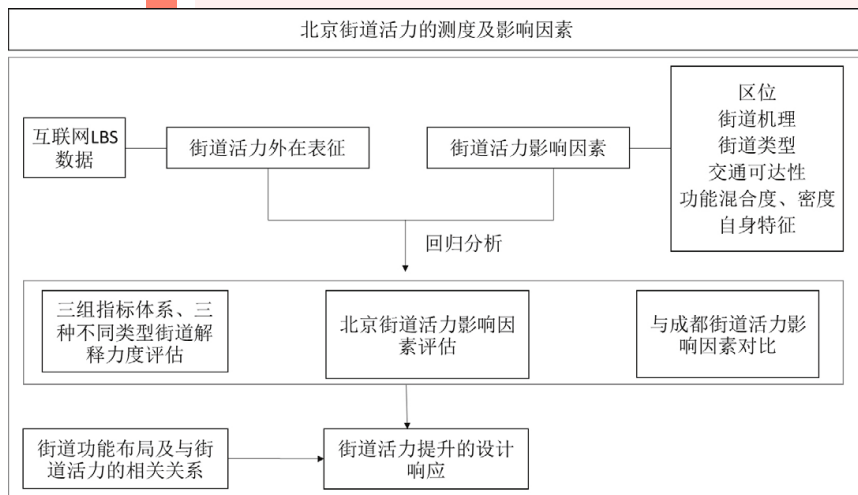 北京街道活力的测度及影响因素
互联网LBS
数据
街道活力外在表征
街道活力影响因素
区位
街道机理
街道类型
交通可达性
功能混合度、密度
自身特征
回归分析
三组指标体系、三
种不同类型街道解
释力度评估
北京街道活力影响因
素评估
与成都街道活力影
响因素对比
街道功能布局及与街
道活力的相关关系
街道活力提升的设计
响应